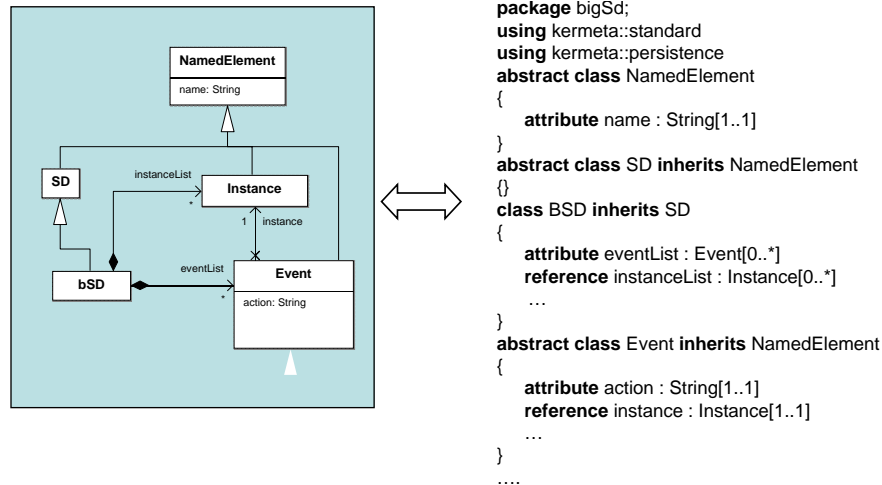 NamedElement
name: String
SD
instanceList
*
Instance
1 instance
bSD
eventList
*
Event
action: String
package bigSd;
using kermeta::standard
using kermeta::persistence
abstract class NamedElement
{
attribute name : String[1..1]
}
abstract class SD inherits NamedElement
{}
class BSD inherits SD
{
attribute eventList : Event[0..*]
reference instanceList : Instance[0..*]
…
}
abstract class Event inherits NamedElement
{
attribute action : String[1..1]
reference instance : Instance[1..1]
…
}
….